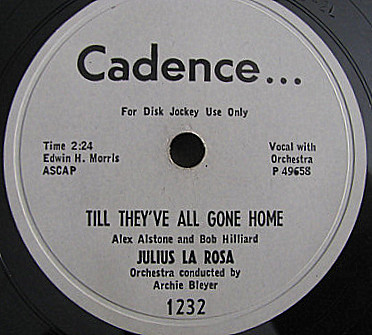 Cadence...
For Disk Jockey Use Only
Time 2:24
Edwin H. Morris
ASCAP
Vocal with
Orchestra
P 49658
TILL THEY'VE ALL GONE HOME
Alex Alstone and Bob Hilliard
JULIUS LA ROSA
Orchestra conducted by
Archie Bleyer
1232